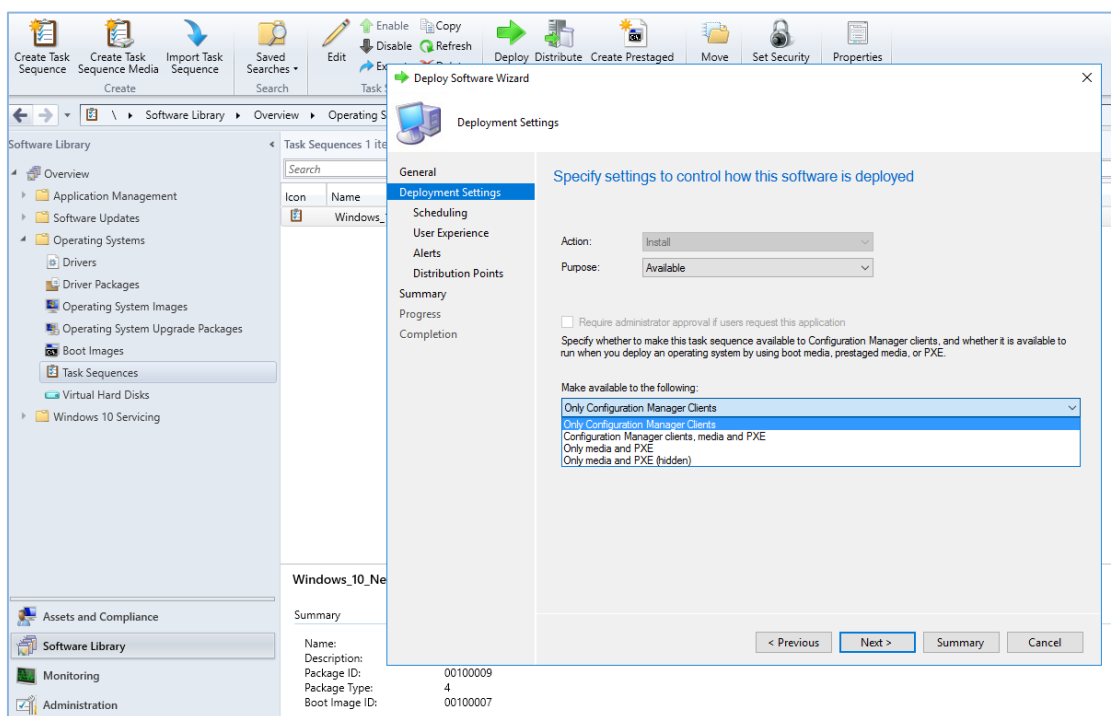 Create Task Sequence
Create Task Sequence Media
Import Task Sequence
Create
Saved Searches
Search
Edit
Enable
Disable
Copy
Refresh
Deploy
Distribute
Create Prestaged
Move
Set Security
Properties
Task
\ Software Library Overview Operating S
Software Library
Overview
Application Management
Software Updates
Operating Systems
Drivers
Driver Packages
Operating System Images
Operating System Upgrade Packages
Boot Images
Task Sequences
Virtual Hard Disks
Windows 10 Servicing
Assets and Compliance
Software Library
Monitoring
Administration
Task Sequences 1 ite
Search
Icon Name
Windows_
Windows_10_Ne
Summary
Name:
Description:
Package ID: 00100009
Package Type: 4
Boot Image ID: 00100007
Deploy Software Wizard
Deployment Settings
General
Deployment Settings
Scheduling
User Experience
Alerts
Distribution Points
Summary
Progress
Completion
Specify settings to control how this software is deployed
Action: Install
Purpose: Available
Require administrator approval if users request this application
Specify whether to make this task sequence available to Configuration Manager clients, and whether it is available to
run when you deploy an operating system by using boot media, prestaged media, or PXE.
Make available to the following:
Only Configuration Manager Clients
Only Configuration Manager Clients
Configuration Manager clients, media and PXE
Only media and PXE
Only media and PXE (hidden)
< Previous
Next >
Summary
Cancel